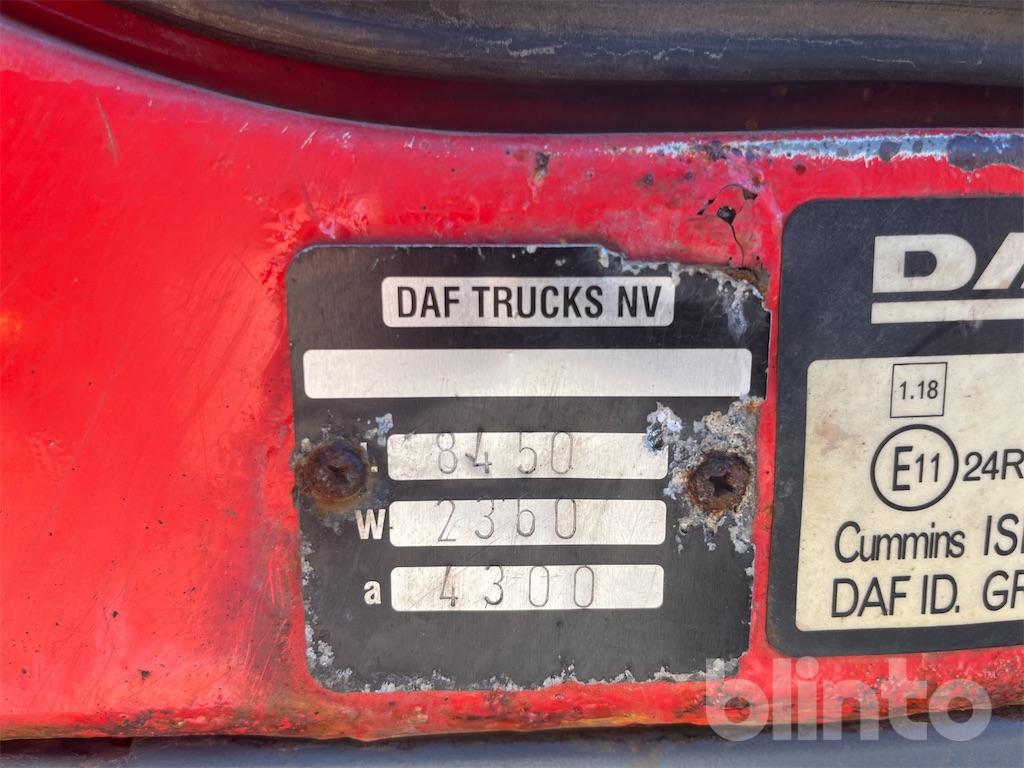 DAF TRUCKS NV
L 8450
W 2360
a 4300
DA
1.18
E11 24R
Cummins IS
DAF ID. G
blinto